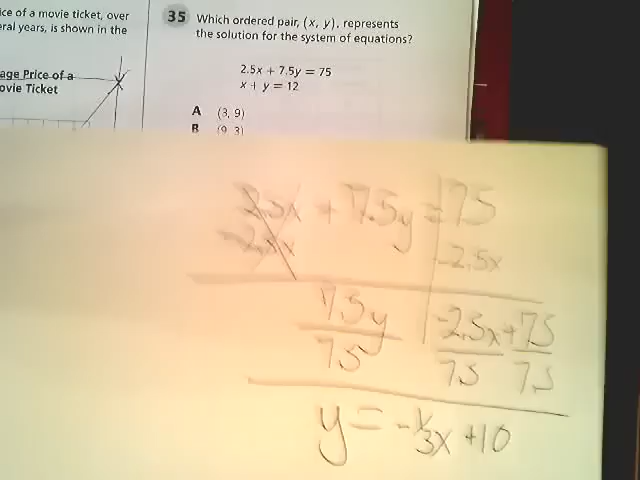 ice of a movie ticket, over
eral years, is shown in the
age Price of a
ovie Ticket
35 Which ordered pair, (x, y), represents
the solution for the system of equations?
2.5x + 7.5y = 75
x + y = 12
A (3, 9)
B (9, 3)
2.5x + 7.5y = 75
-2.5x -2.5x
7.5y -2.5x+75
7.5 7.5 7.5
y = -1/3x +10